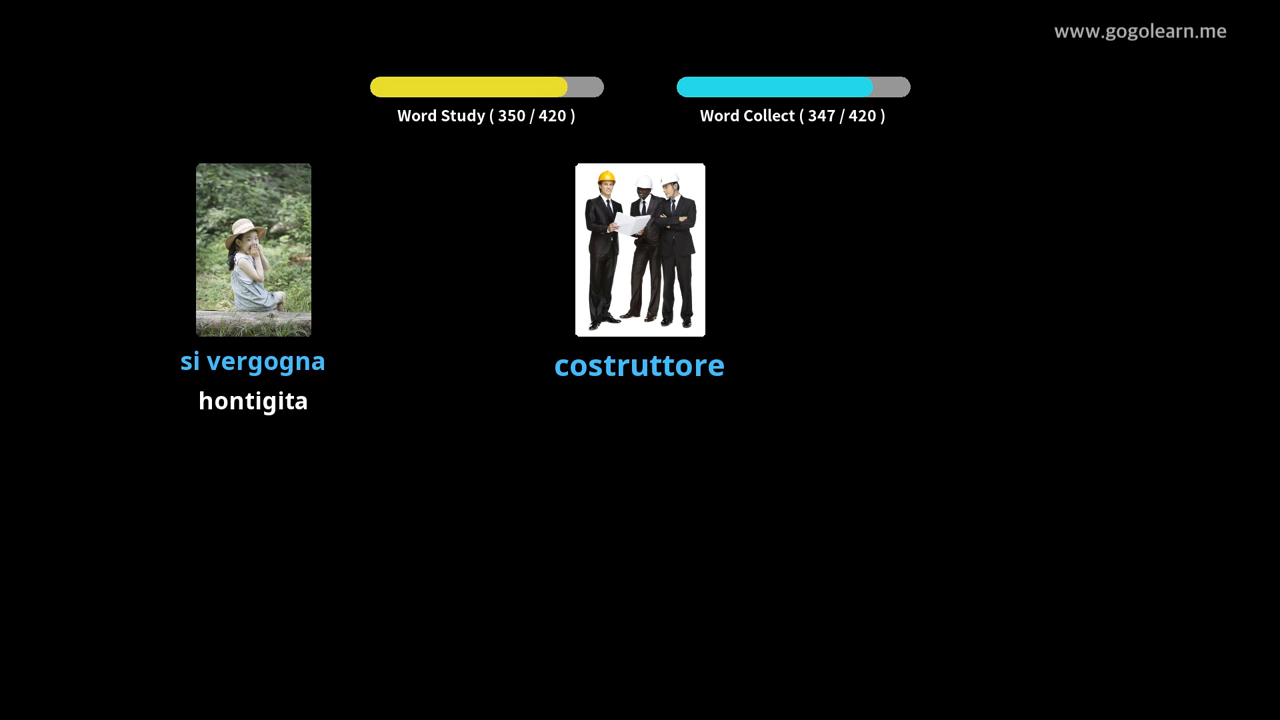 www.gogolearn.me
Word Study ( 350 / 420 )
Word Collect ( 347 / 420 )
si vergogna
hontigita
costruttore